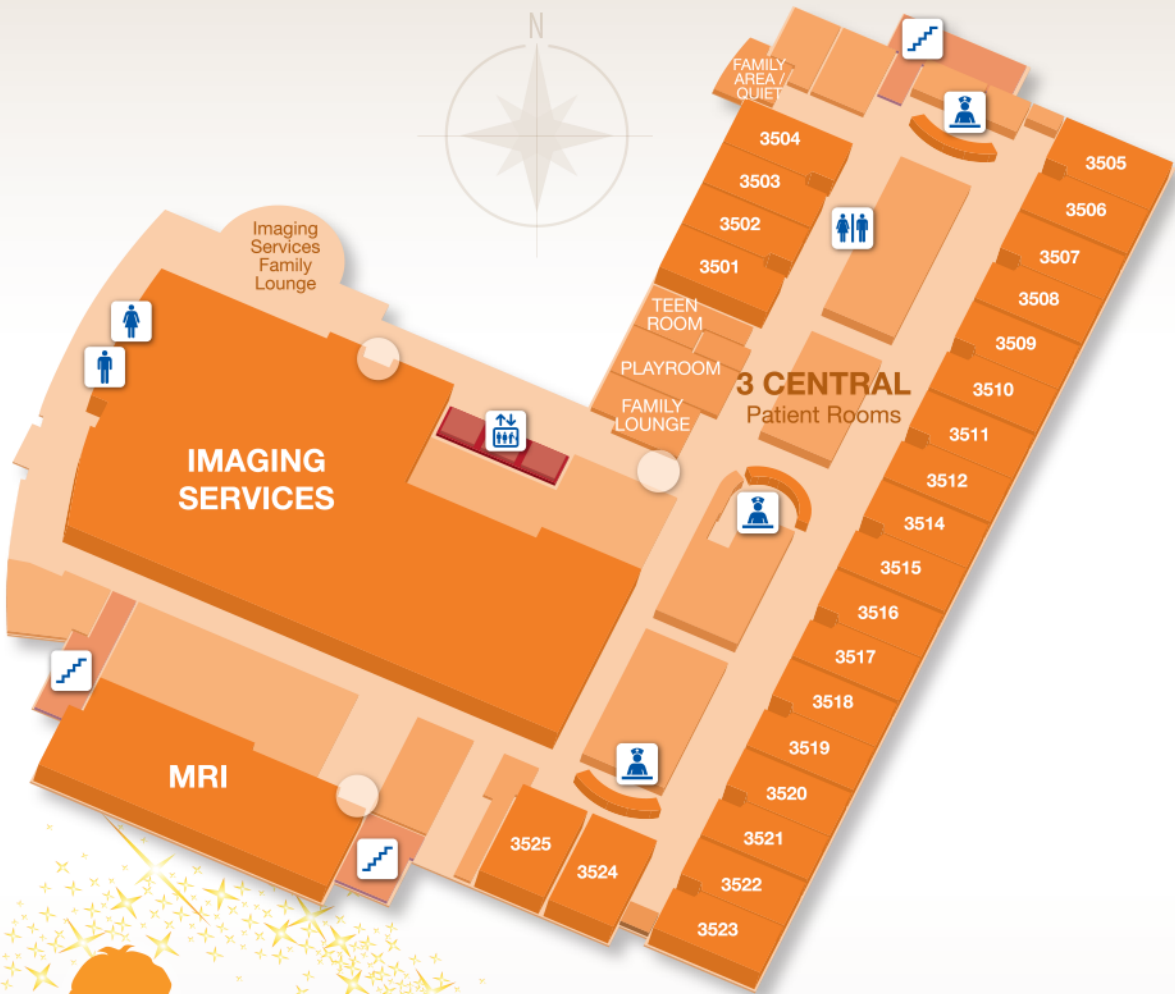 N
FAMILY
AREA /
QUIET
3504
3503
3502
3501
3505
3506
3507
3508
3509
3510
3511
3512
3514
3515
3516
3517
3518
3519
3520
3521
3522
3523
3524
3525
Imaging
Services
Family
Lounge
TEEN
ROOM
PLAYROOM
FAMILY
LOUNGE
3 CENTRAL
Patient Rooms
IMAGING
SERVICES
MRI